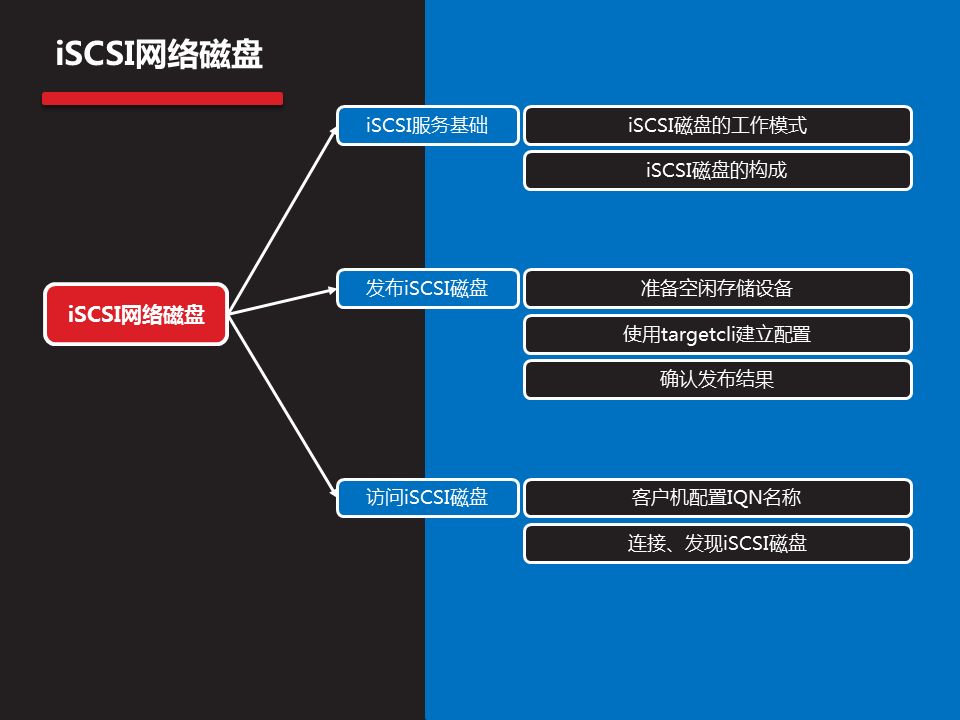 iSCSI网络磁盘
iSCSI服务基础
iSCSI磁盘的工作模式
iSCSI磁盘的构成
iSCSI网络磁盘
发布iSCSI磁盘
准备空闲存储设备
使用targetcli建立配置
确认发布结果
访问iSCSI磁盘
客户机配置IQN名称
连接、发现iSCSI磁盘